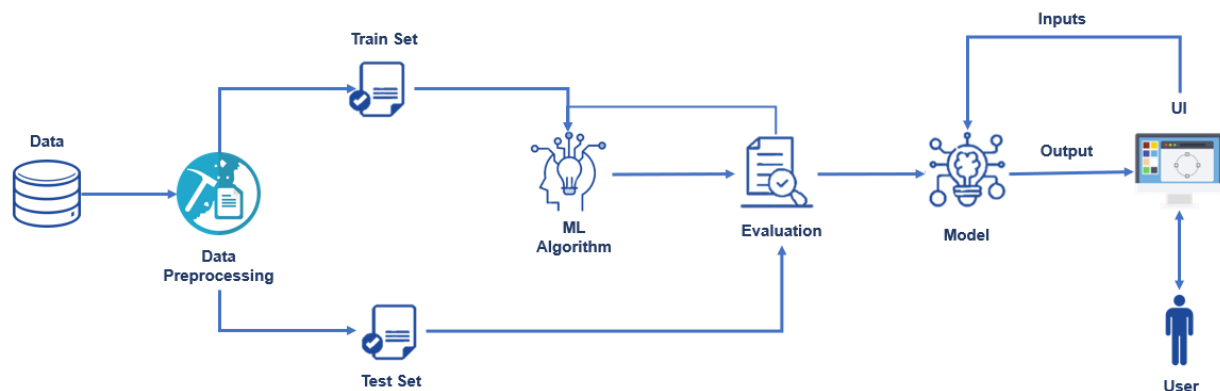 Inputs
Train Set
UI
Data
Output
ML
Algorithm
Evaluation
Model
Data
Preprocessing
Test Set
User